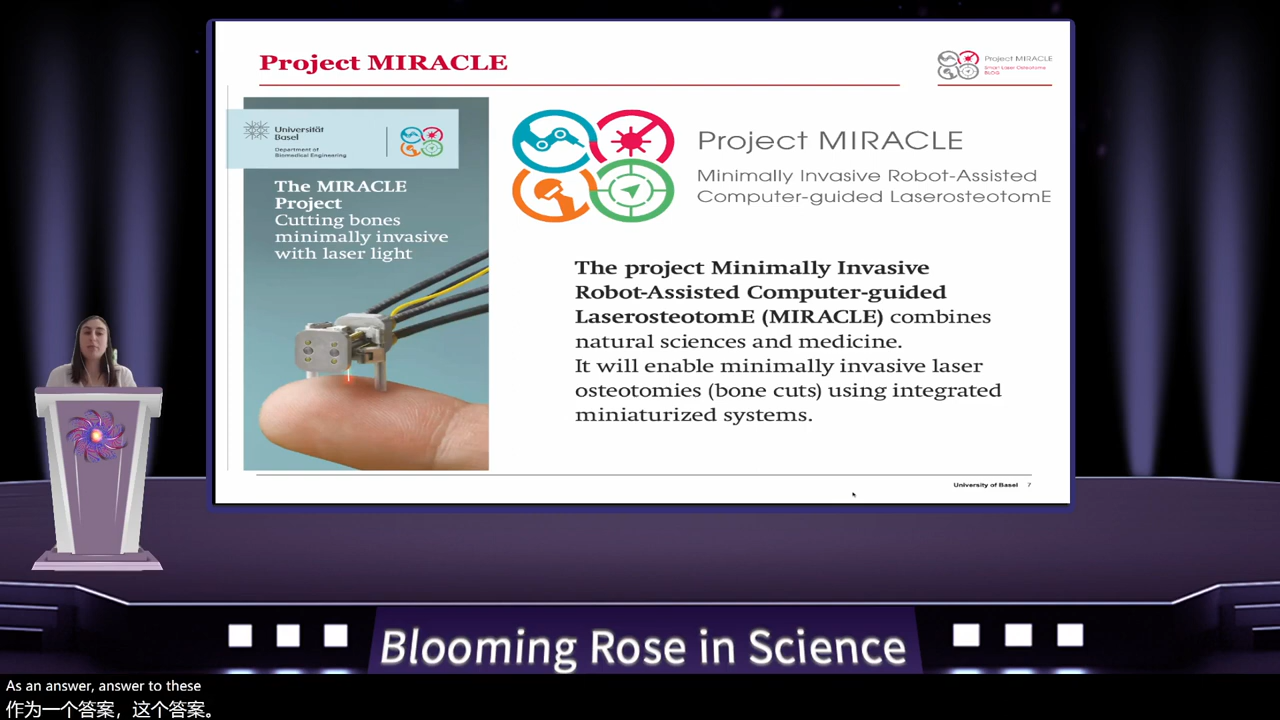 Project MIRACLE
Project MIRACLE
Smart Laser Osteotome
BLOG
Universität
Basel
Department of
Biomedical Engineering
The MIRACLE
Project
Cutting bones
minimally invasive
with laser light
Project MIRACLE
Minimally Invasive Robot-Assisted
Computer-guided LaserosteotomE
The project Minimally Invasive
Robot-Assisted Computer-guided
LaserosteotomE (MIRACLE) combines
natural sciences and medicine.
It will enable minimally invasive laser
osteotomies (bone cuts) using integrated
miniaturized systems.
University of Basel 7
Blooming Rose in Science
As an answer, answer to these
作为一个答案，这个答案。